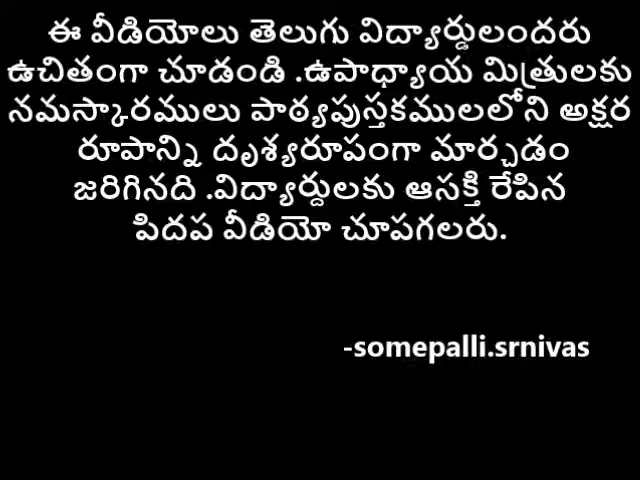 ఈ వీడియోలు తెలుగు విద్యార్డులందరు
ఉచితంగా చూడండి .ఉపాధ్యాయ మిత్రులకు
నమస్కారములు పాఠ్యపుస్తకములలోని అక్షర
రూపాన్ని దృశ్యరూపంగా మార్చడం
జరిగినది .విద్యార్దులకు ఆసక్తి రేపిన
పిదప వీడియో చూపగలరు.
-somepalli.srnivas